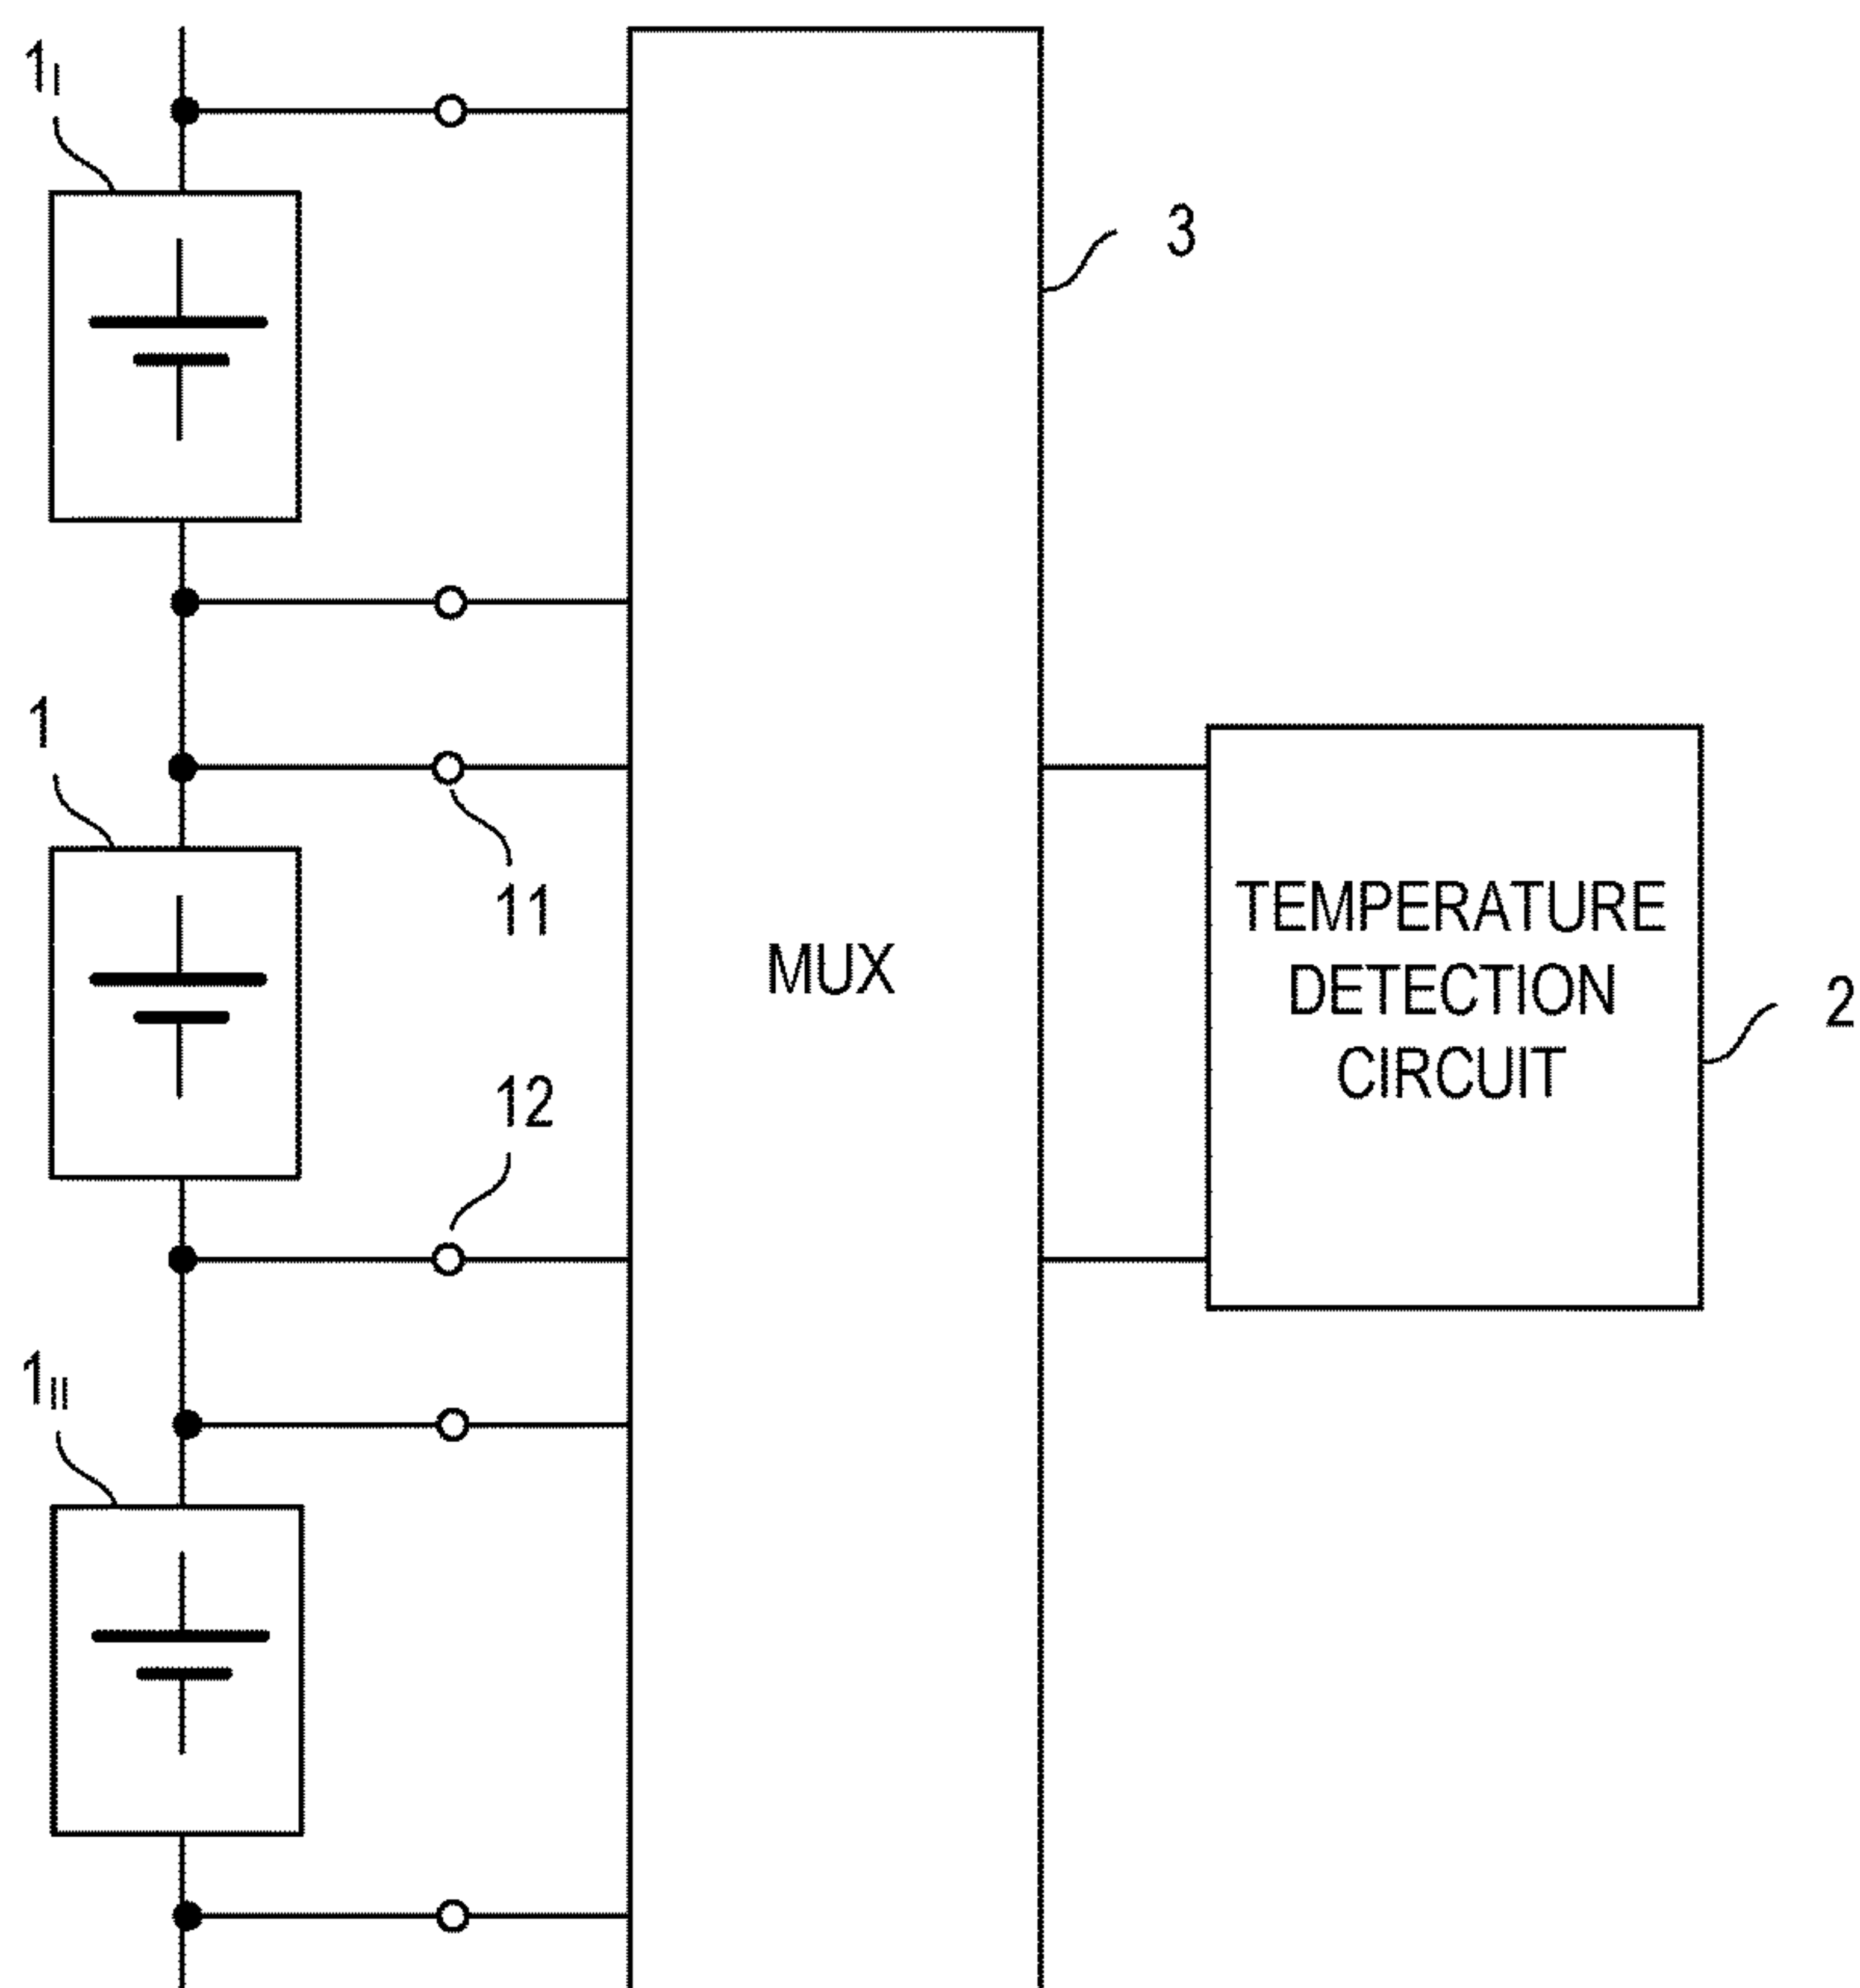 1I
3
1
11
MUX
TEMPERATURE
DETECTION
CIRCUIT
2
12
1II